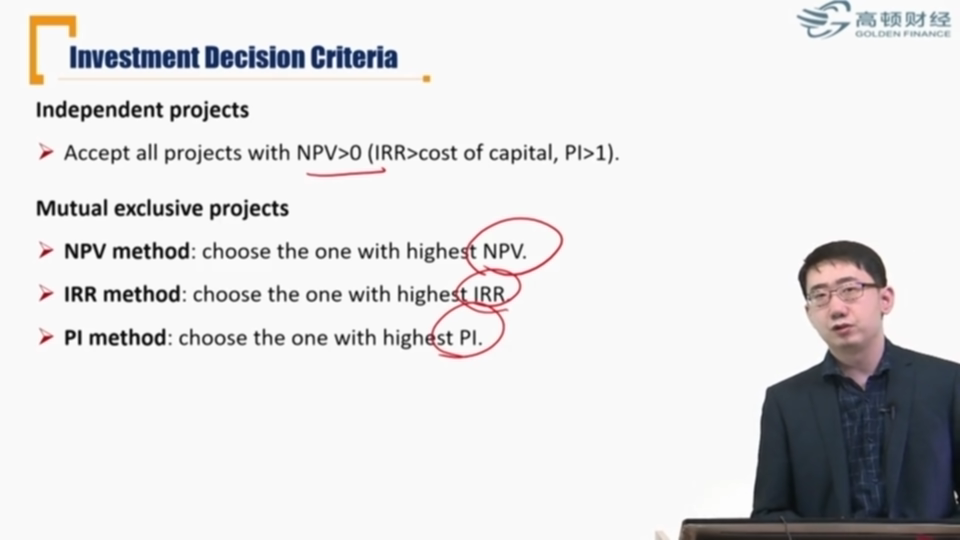 高顿财经
GOLDEN FINANCE
Investment Decision Criteria
Independent projects
Accept all projects with NPV>0 (IRR>cost of capital, PI>1).
Mutual exclusive projects
NPV method: choose the one with highest NPV.
IRR method: choose the one with highest IRR.
PI method: choose the one with highest PI.